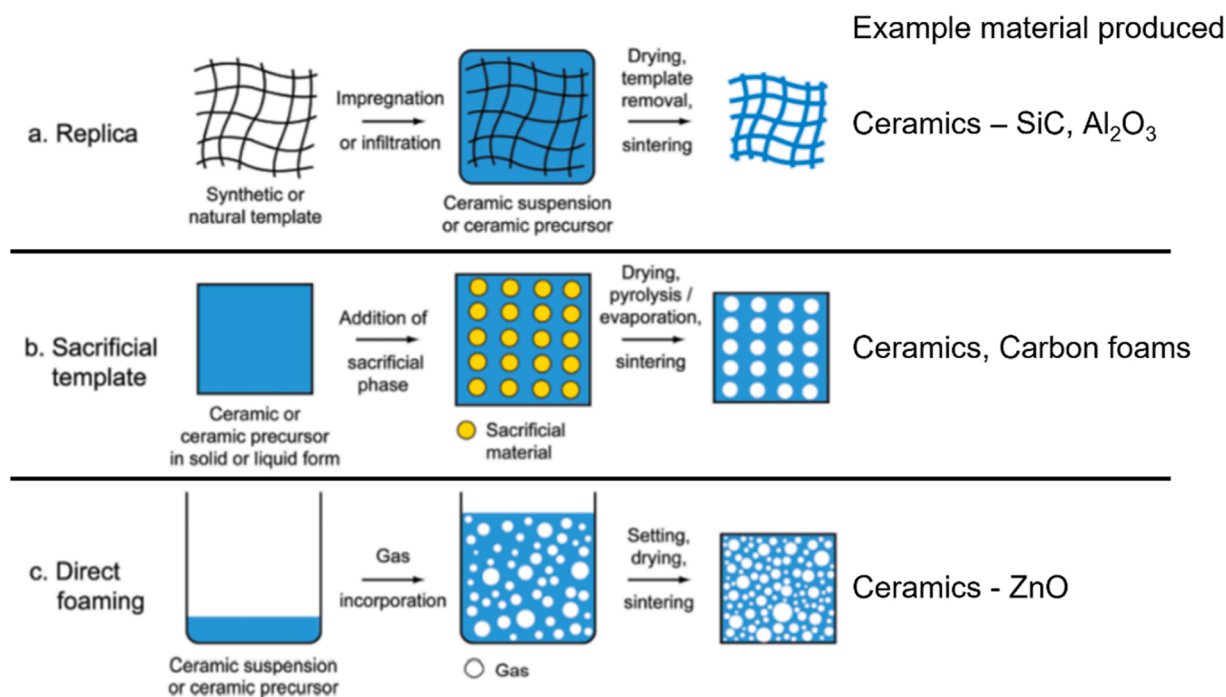 Example material produced
a. Replica
Synthetic or
natural template
Impregnation
or infiltration
Ceramic suspension
or ceramic precursor
Drying,
template
removal,
sintering
Ceramics – SiC, Al₂O₃
b. Sacrificial
template
Ceramic or
ceramic precursor
in solid or liquid form
Addition of
sacrificial
phase
Sacrificial
material
Drying,
pyrolysis /
evaporation,
sintering
Ceramics, Carbon foams
c. Direct
foaming
Ceramic suspension
or ceramic precursor
Gas
incorporation
Gas
Setting,
drying,
sintering
Ceramics - ZnO